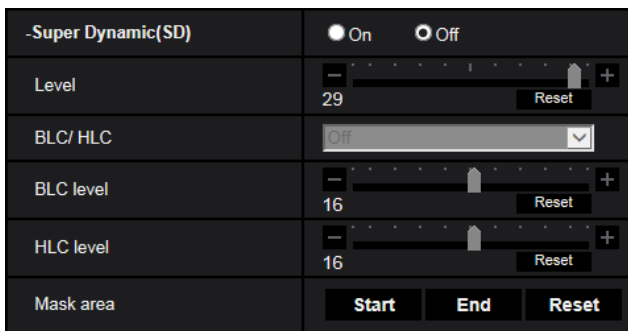 -Super Dynamic(SD) On Off
Level − +
29 Reset
BLC/ HLC Off
BLC level − +
16 Reset
HLC level − +
16 Reset
Mask area Start End Reset